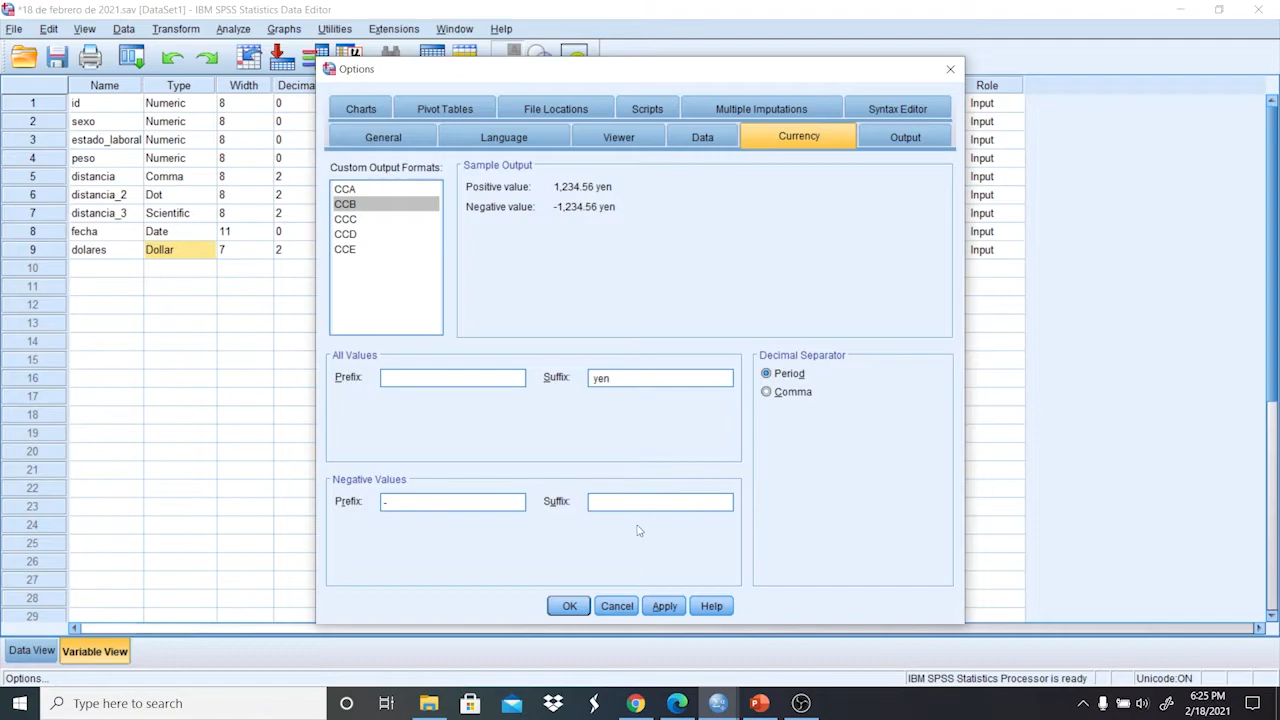 *18 de febrero de 2021.sav [DataSet1] - IBM SPSS Statistics Data Editor
File Edit View Data Transform Analyze Graphs Utilities Extensions Window Help
Options
Charts Pivot Tables File Locations Scripts Multiple Imputations Syntax Editor
General Language Viewer Data Currency Output
Custom Output Formats:
CCA
CCB
CCC
CCD
CCE
Sample Output
Positive value: 1,234.56 yen
Negative value: -1,234.56 yen
All Values
Prefix: Suffix: yen
Decimal Separator
Period
Comma
Negative Values
Prefix: - Suffix:
OK Cancel Apply Help
Name Type Width Decima Role
1 id Numeric 8 0 Input
2 sexo Numeric 8 0 Input
3 estado_laboral Numeric 8 0 Input
4 peso Numeric 8 0 Input
5 distancia Comma 8 2 Input
6 distancia_2 Dot 8 2 Input
7 distancia_3 Scientific 8 2 Input
8 fecha Date 11 0 Input
9 dolares Dollar 7 2 Input
10
11
12
13
14
15
16
17
18
19
20
21
22
23
24
25
26
27
28
29
Data View Variable View
Options... IBM SPSS Statistics Processor is ready Unicode:ON
Type here to search
6:25 PM
2/18/2021